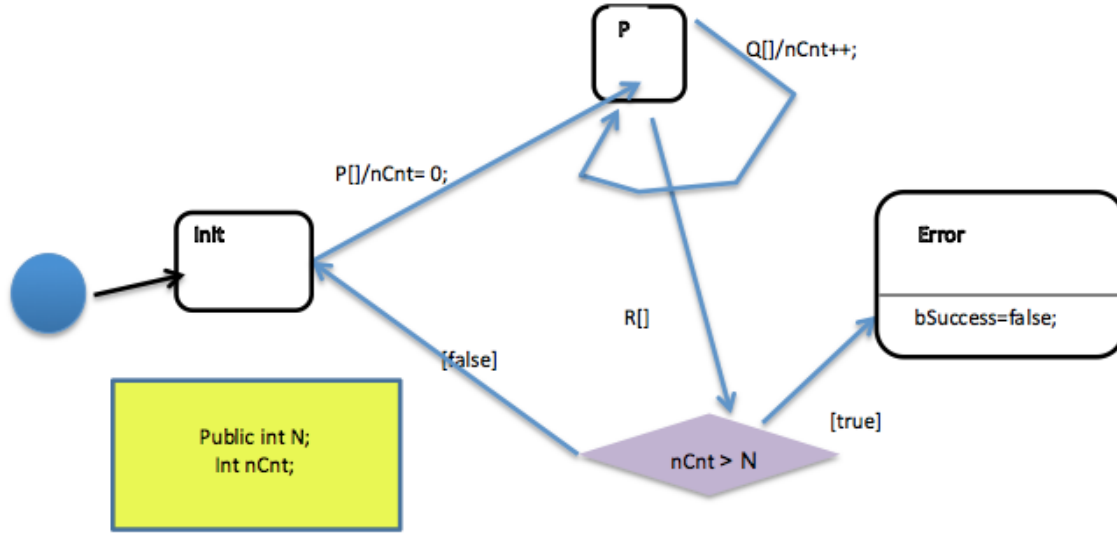 P
Q[]/nCnt++;
P[]/nCnt= 0;
Init
Error
R[]
bSuccess=false;
[false]
[true]
Public int N;
Int nCnt;
nCnt > N